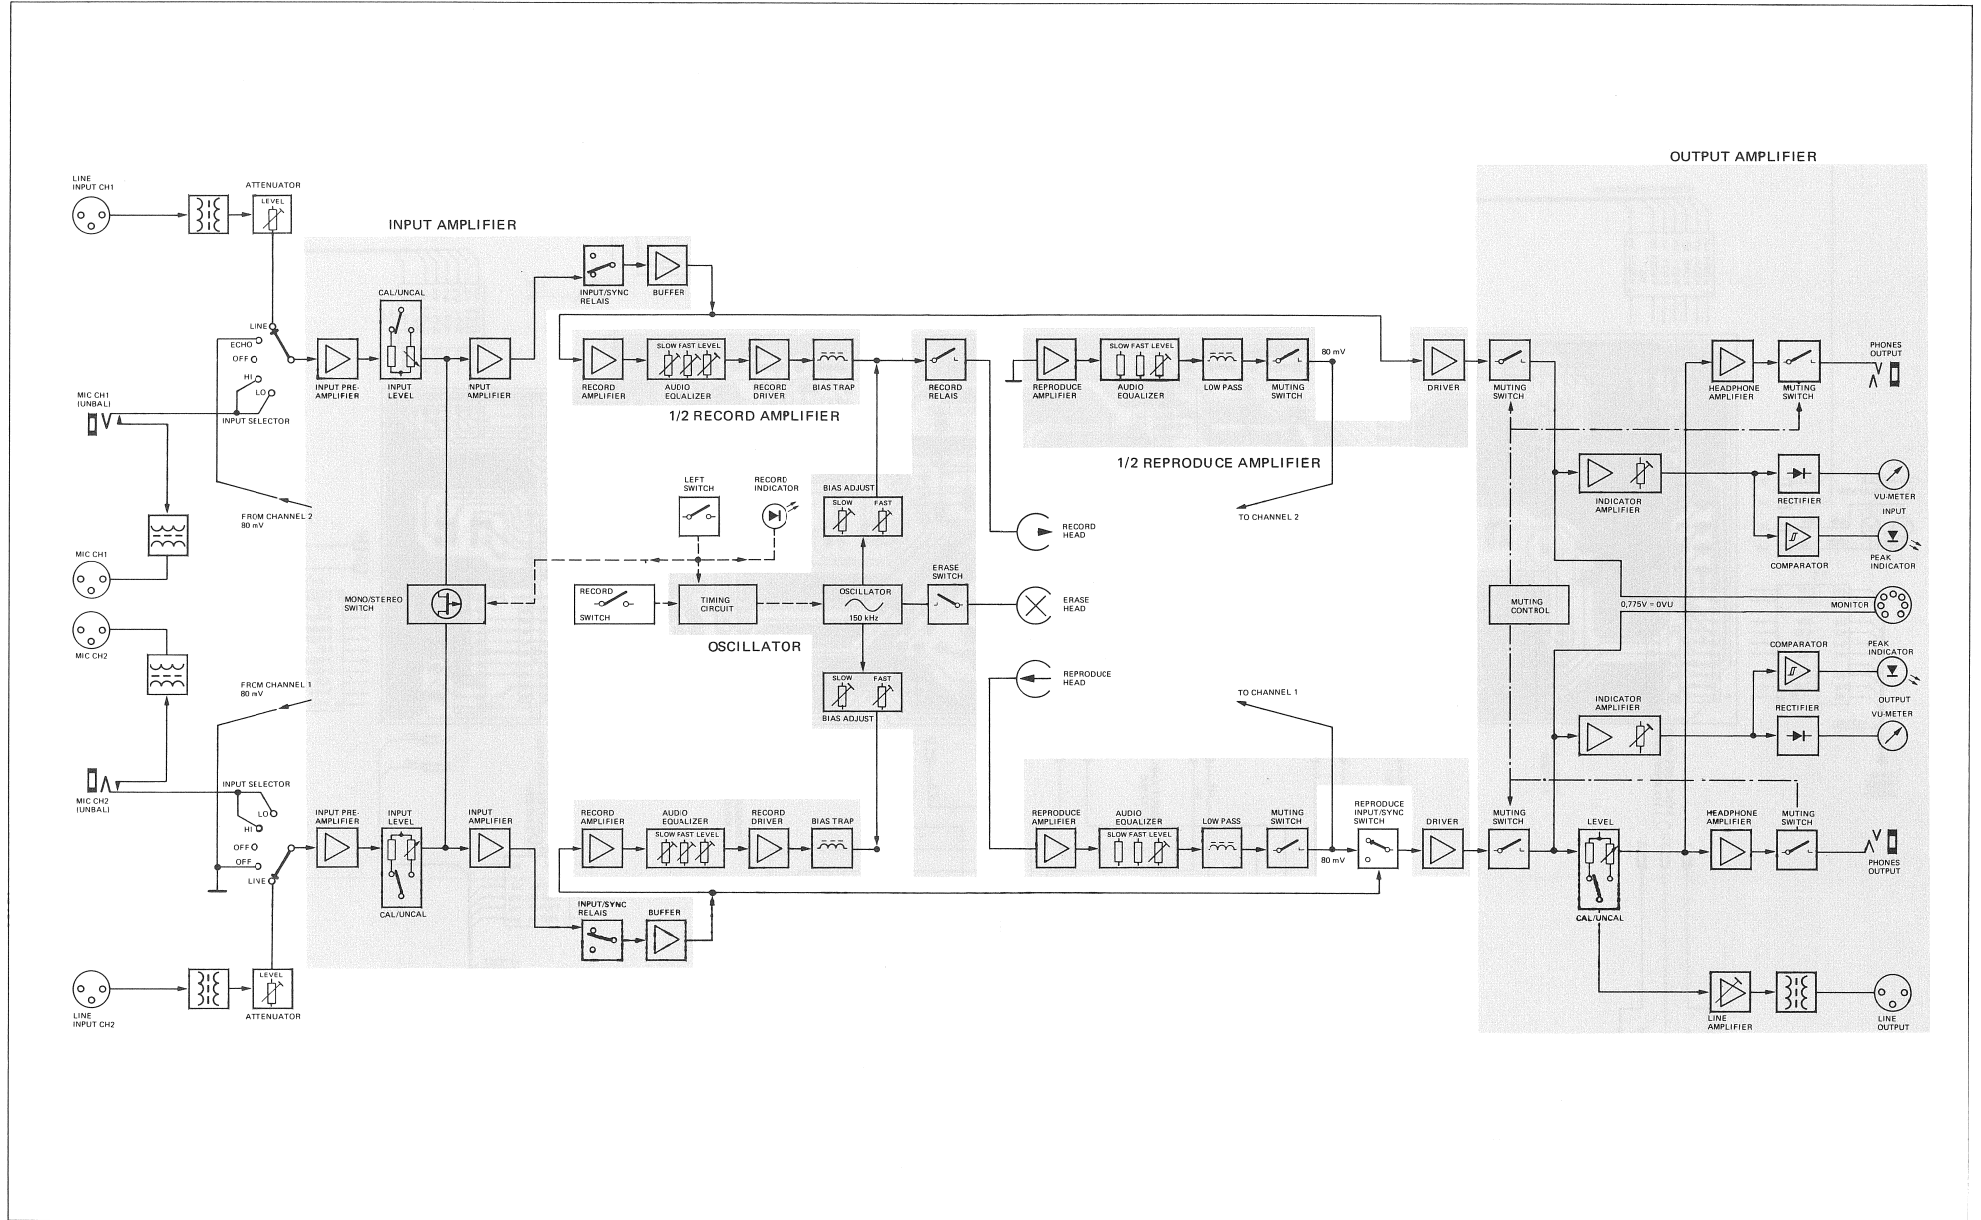 OUTPUT AMPLIFIER
LINE
INPUT CH1
ATTENUATOR
LEVEL
INPUT AMPLIFIER
CAL/UNCAL
INPUT/SYNC
RELAIS
BUFFER
LINE
ECHO
OFF
HI
LO
INPUT SELECTOR
INPUT PRE-
AMPLIFIER
INPUT
LEVEL
INPUT
AMPLIFIER
RECORD
AMPLIFIER
SLOW FAST LEVEL
AUDIO
EQUALIZER
RECORD
DRIVER
BIAS TRAP
1/2 RECORD AMPLIFIER
RECORD
RELAIS
REPRODUCE
AMPLIFIER
SLOW FAST LEVEL
AUDIO
EQUALIZER
LOW PASS
MUTING
SWITCH
80 mV
1/2 REPRODUCE AMPLIFIER
DRIVER
MUTING
SWITCH
HEADPHONE
AMPLIFIER
MUTING
SWITCH
PHONES
OUTPUT
MIC CH1
(UNBAL)
FROM CHANNEL 2
80 mV
LEFT
SWITCH
RECORD
INDICATOR
BIAS ADJUST
SLOW
FAST
TO CHANNEL 2
RECORD
HEAD
INDICATOR
AMPLIFIER
RECTIFIER
VU-METER
INPUT
COMPARATOR
PEAK
INDICATOR
MIC CH1
MIC CH2
MONO/STEREO
SWITCH
RECORD
SWITCH
TIMING
CIRCUIT
OSCILLATOR
OSCILLATOR
150 kHz
ERASE
SWITCH
ERASE
HEAD
MUTING
CONTROL
0,775V = 0VU
MONITOR
FROM CHANNEL 1
80 mV
SLOW
FAST
BIAS ADJUST
REPRODUCE
HEAD
TO CHANNEL 1
COMPARATOR
PEAK
INDICATOR
INDICATOR
AMPLIFIER
RECTIFIER
OUTPUT
VU-METER
MIC CH2
(UNBAL)
INPUT SELECTOR
LO
HI
OFF
OFF
LINE
INPUT PRE-
AMPLIFIER
INPUT
LEVEL
CAL/UNCAL
INPUT
AMPLIFIER
RECORD
AMPLIFIER
AUDIO
EQUALIZER
SLOW FAST LEVEL
RECORD
DRIVER
BIAS TRAP
REPRODUCE
AMPLIFIER
AUDIO
EQUALIZER
SLOW FAST LEVEL
LOW PASS
MUTING
SWITCH
80 mV
REPRODUCE
INPUT/SYNC
SWITCH
DRIVER
MUTING
SWITCH
LEVEL
CAL/UNCAL
HEADPHONE
AMPLIFIER
MUTING
SWITCH
PHONES
OUTPUT
INPUT/SYNC
RELAIS
BUFFER
LINE
INPUT CH2
LEVEL
ATTENUATOR
LINE
AMPLIFIER
LINE
OUTPUT